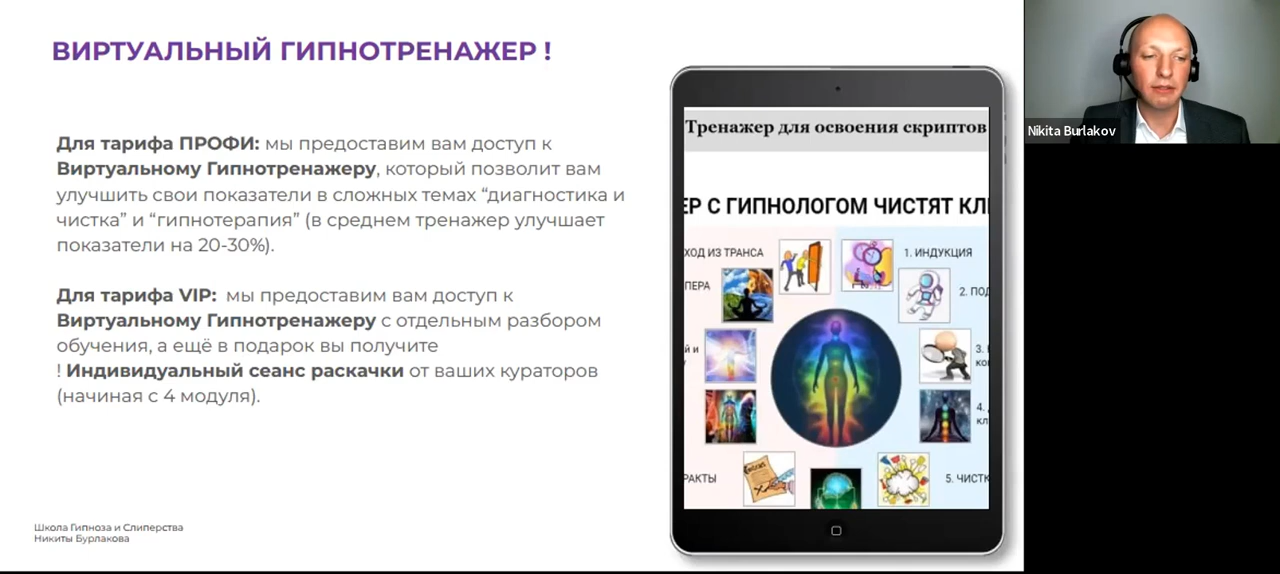 ВИРТУАЛЬНЫЙ ГИПНОТРЕНАЖЕР !
Для тарифа ПРОФИ: мы предоставим вам доступ к
Виртуальному Гипнотренажеру, который позволит вам
улучшить свои показатели в сложных темах “диагностика и
чистка” и “гипнотерапия” (в среднем тренажер улучшает
показатели на 20-30%).
Для тарифа VIP: мы предоставим вам доступ к
Виртуальному Гипнотренажеру с отдельным разбором
обучения, а ещё в подарок вы получите
! Индивидуальный сеанс раскачки от ваших кураторов
(начиная с 4 модуля).
Школа Гипноза и Слиперства
Никиты Бурлакова
Тренажер для освоения скриптов
ЕР С ГИПНОЛОГОМ ЧИСТЯТ КЛИ
ХОД ИЗ ТРАНСА
1. ИНДУКЦИЯ
ПЕРА
2. ПОД
й и
3.
4.
кл
РАКТЫ
5. ЧИСТК
Nikita Burlakov